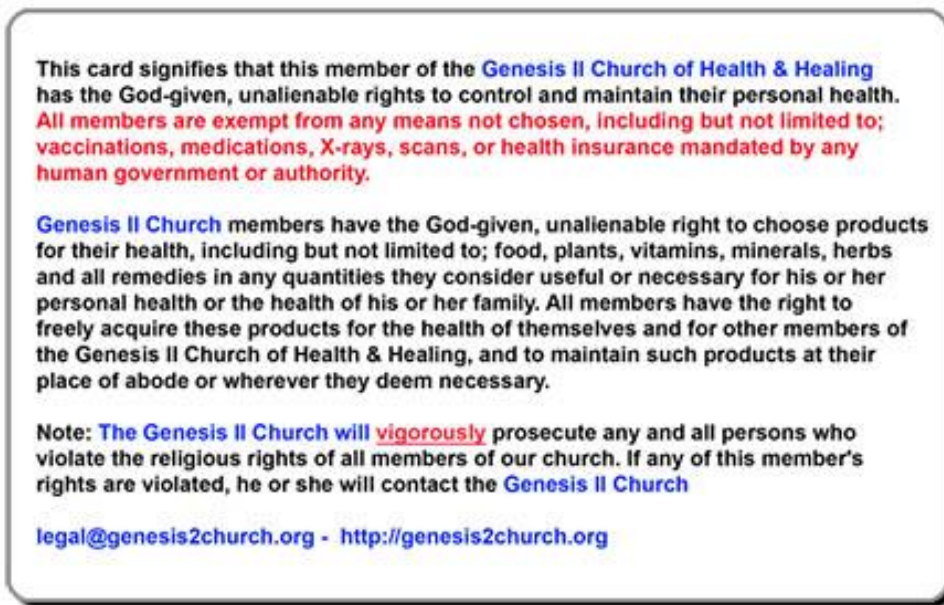 This card signifies that this member of the Genesis II Church of Health & Healing
has the God-given, unalienable rights to control and maintain their personal health.
All members are exempt from any means not chosen, including but not limited to;
vaccinations, medications, X-rays, scans, or health insurance mandated by any
human government or authority.
Genesis II Church members have the God-given, unalienable right to choose products
for their health, including but not limited to; food, plants, vitamins, minerals, herbs
and all remedies in any quantities they consider useful or necessary for his or her
personal health or the health of his or her family. All members have the right to
freely acquire these products for the health of themselves and for other members of
the Genesis II Church of Health & Healing, and to maintain such products at their
place of abode or wherever they deem necessary.
Note: The Genesis II Church will vigorously prosecute any and all persons who
violate the religious rights of all members of our church. If any of this member's
rights are violated, he or she will contact the Genesis II Church
legal@genesis2church.org - http://genesis2church.org